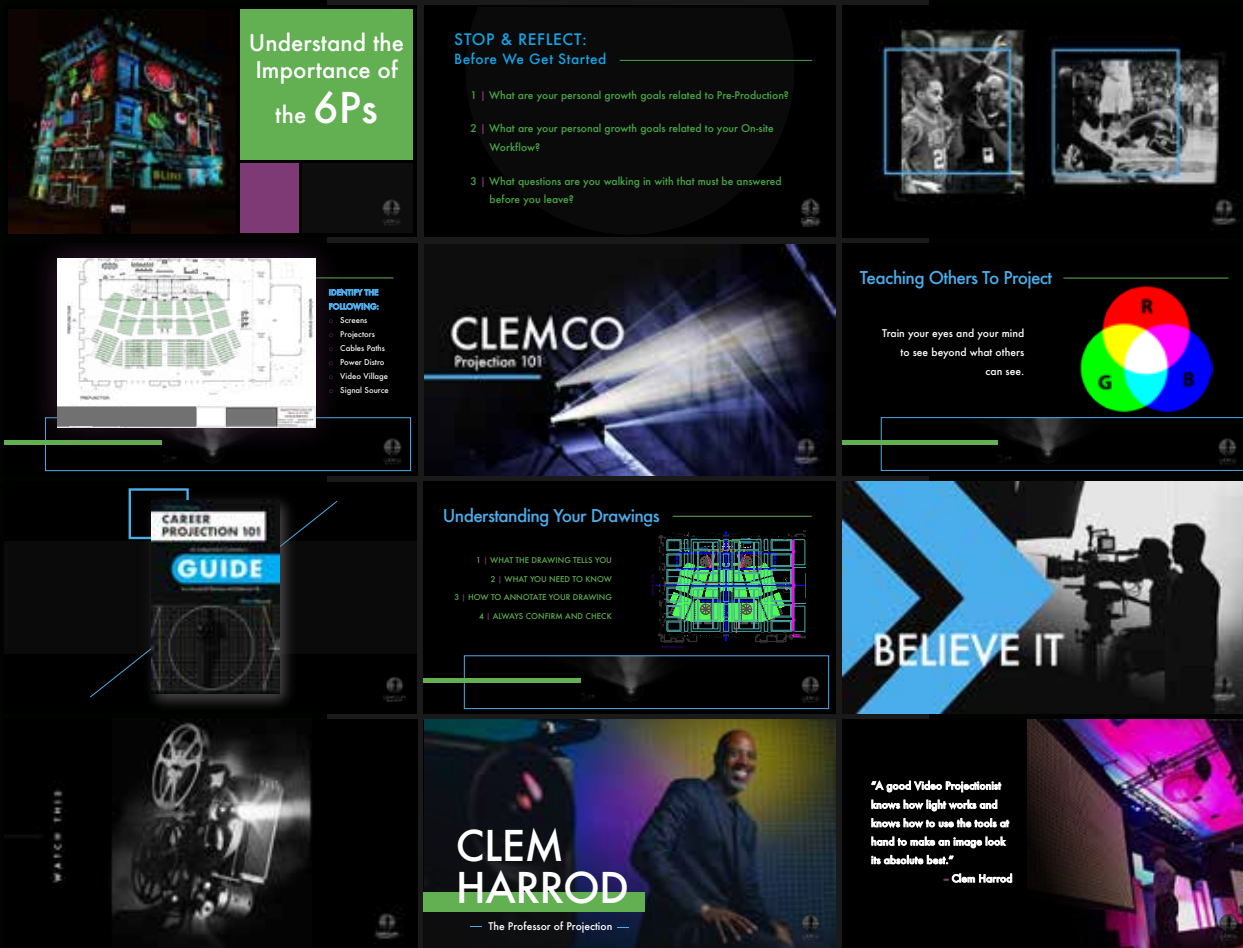 Understand the
Importance of
the 6Ps
BLINI
STOP & REFLECT:
Before We Get Started
1 | What are your personal growth goals related to Pre-Production?
2 | What are your personal growth goals related to your On-site
Workflow?
3 | What questions are you walking in with that must be answered
before you leave?
2
IDENTIFY THE
FOLLOWING:
Screens
Projectors
Cables Paths
Power Distro
Video Village
Signal Source
PREFUNCTION
PREFUNCTION
CLEMCO
Projection 101
Teaching Others To Project
Train your eyes and your mind
to see beyond what others
can see.
R
G
B
CAREER
PROJECTION 101
GUIDE
Understanding Your Drawings
1 | WHAT THE DRAWING TELLS YOU
2 | WHAT YOU NEED TO KNOW
3 | HOW TO ANNOTATE YOUR DRAWING
4 | ALWAYS CONFIRM AND CHECK
BELIEVE IT
WATCH THIS
CLEM
HARROD
The Professor of Projection
“A good Video Projectionist
knows how light works and
knows how to use the tools at
hand to make an image look
its absolute best.”
– Clem Harrod